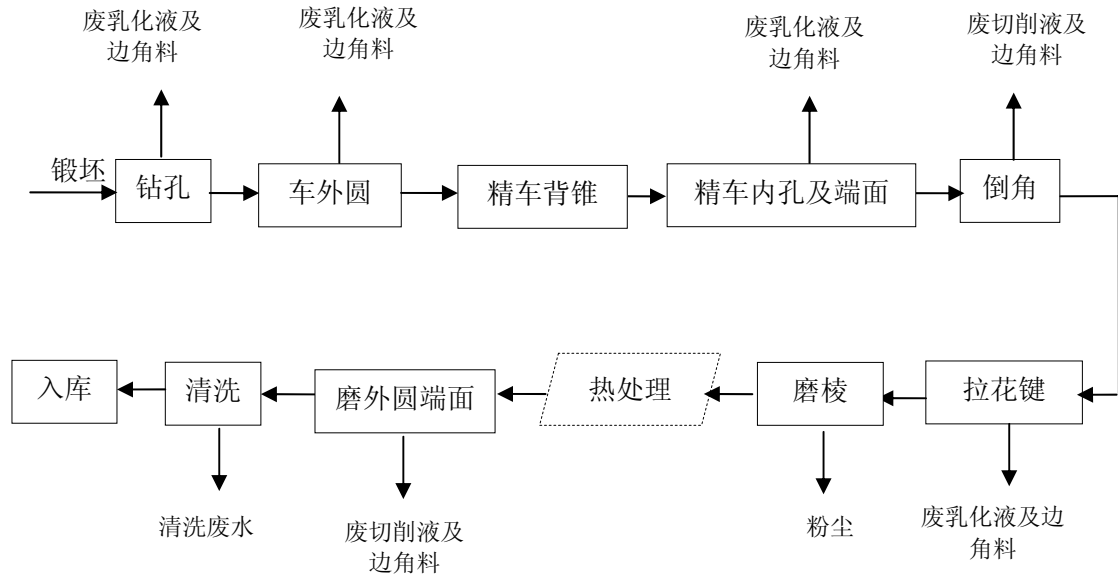 废乳化液及
边角料
废乳化液及
边角料
废乳化液及
边角料
废切削液及
边角料
锻坯
钻孔
车外圆
精车背锥
精车内孔及端面
倒角
入库
清洗
磨外圆端面
热处理
磨棱
拉花键
清洗废水
废切削液及
边角料
粉尘
废乳化液及边
角料